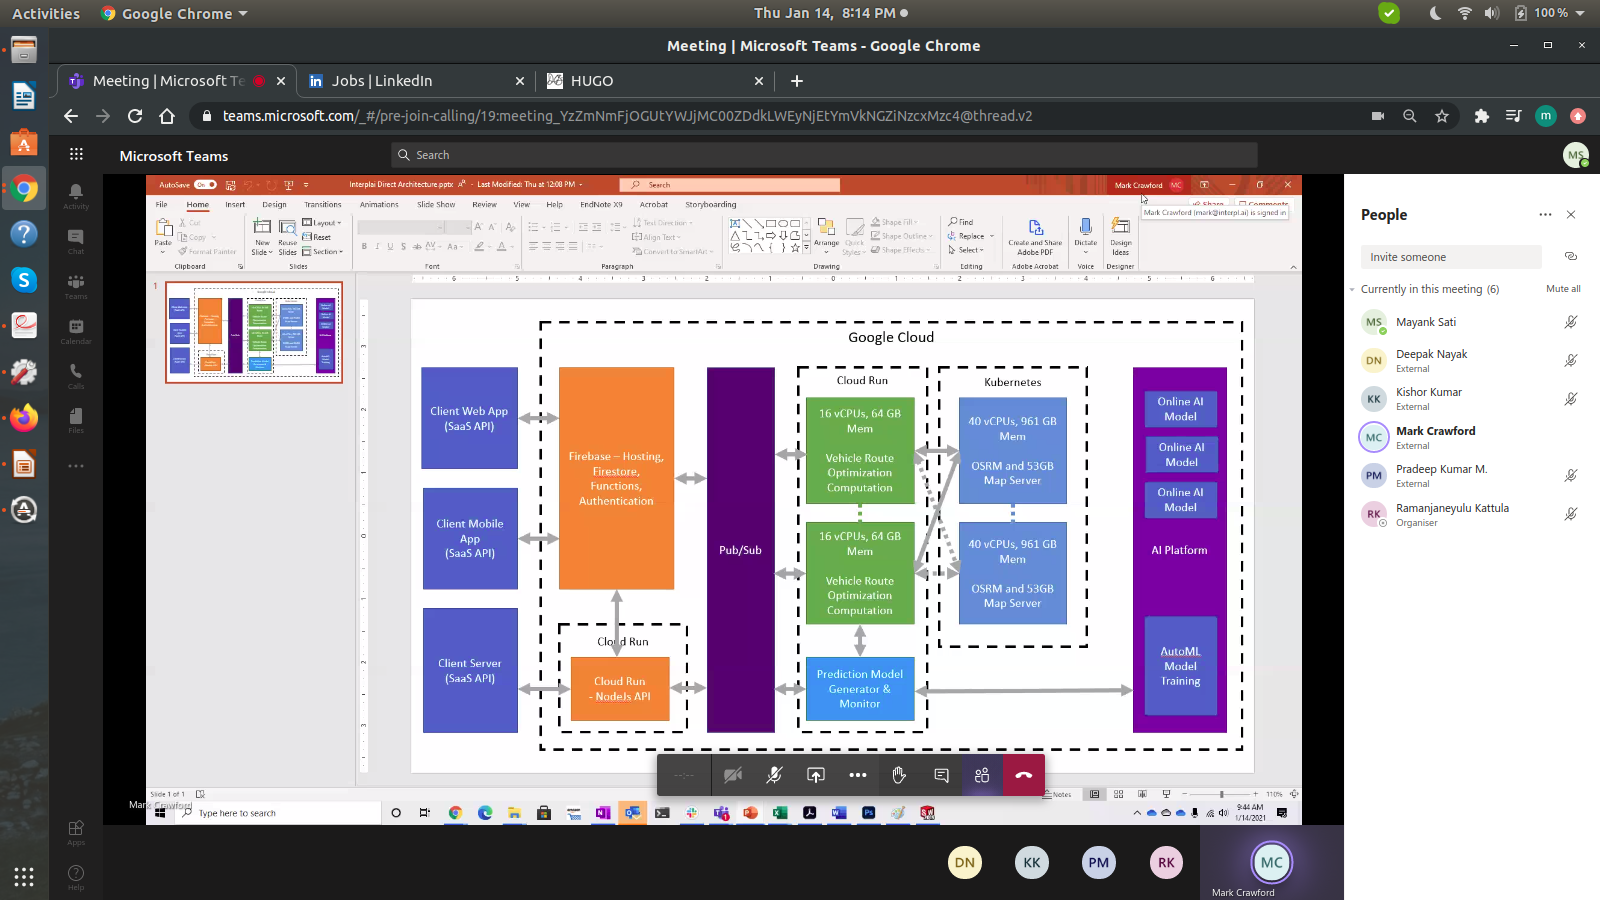 Activities
Google Chrome
Thu Jan 14, 8:14 PM
100 %
Meeting | Microsoft Teams - Google Chrome
Meeting | Microsoft Te
Jobs | LinkedIn
HUGO
teams.microsoft.com/_#/pre-join-calling/19:meeting_YzZmNmFjOGUtYWJjMC00ZDdkLWEyNjEtYmVkNGZiNzcxMzc4@thread.v2
m
Microsoft Teams
Search
MS
Activity
Chat
Teams
Calendar
Calls
Files
Apps
Help
AutoSave On
Interplai Direct Architecture.pptx
- Last Modified: Thu at 12:08 PM
Search
Mark Crawford MC
File Home Insert Design Transitions Animations Slide Show Review View Help EndNote X9 Acrobat Storyboarding
Share Comments
Mark Crawford (mark@interpl.ai) is signed in
Paste
Cut
Copy
Format Painter
Clipboard
New Slide
Reuse Slides
Layout
Reset
Section
Slides
Font
Text Direction
Align Text
Convert to SmartArt
Paragraph
Arrange
Quick Styles
Shape Fill
Shape Outline
Shape Effects
Drawing
Find
Replace
Select
Editing
Create and Share Adobe PDF
Adobe Acrobat
Dictate
Voice
Design Ideas
Designer
1
Google Cloud
Client Web App
(SaaS API)
Client Mobile
App
(SaaS API)
Client Server
(SaaS API)
Firebase – Hosting,
Firestore,
Functions,
Authentication
Cloud Run
Cloud Run
- NodeJs API
Pub/Sub
Cloud Run
16 vCPUs, 64 GB
Mem
Vehicle Route
Optimization
Computation
16 vCPUs, 64 GB
Mem
Vehicle Route
Optimization
Computation
Prediction Model
Generator &
Monitor
Kubernetes
40 vCPUs, 961 GB
Mem
OSRM and 53GB
Map Server
40 vCPUs, 961 GB
Mem
OSRM and 53GB
Map Server
Online AI
Model
Online AI
Model
Online AI
Model
AI Platform
AutoML
Model
Training
Slide 1 of 1
Notes
110%
Mark Crawford
Type here to search
9:44 AM
1/14/2021
--:--
DN
KK
PM
RK
MC
Mark Crawford
People
Invite someone
Currently in this meeting (6)
Mute all
MS
Mayank Sati
DN
Deepak Nayak
External
KK
Kishor Kumar
External
MC
Mark Crawford
External
PM
Pradeep Kumar M.
External
RK
Ramanjaneyulu Kattula
Organiser